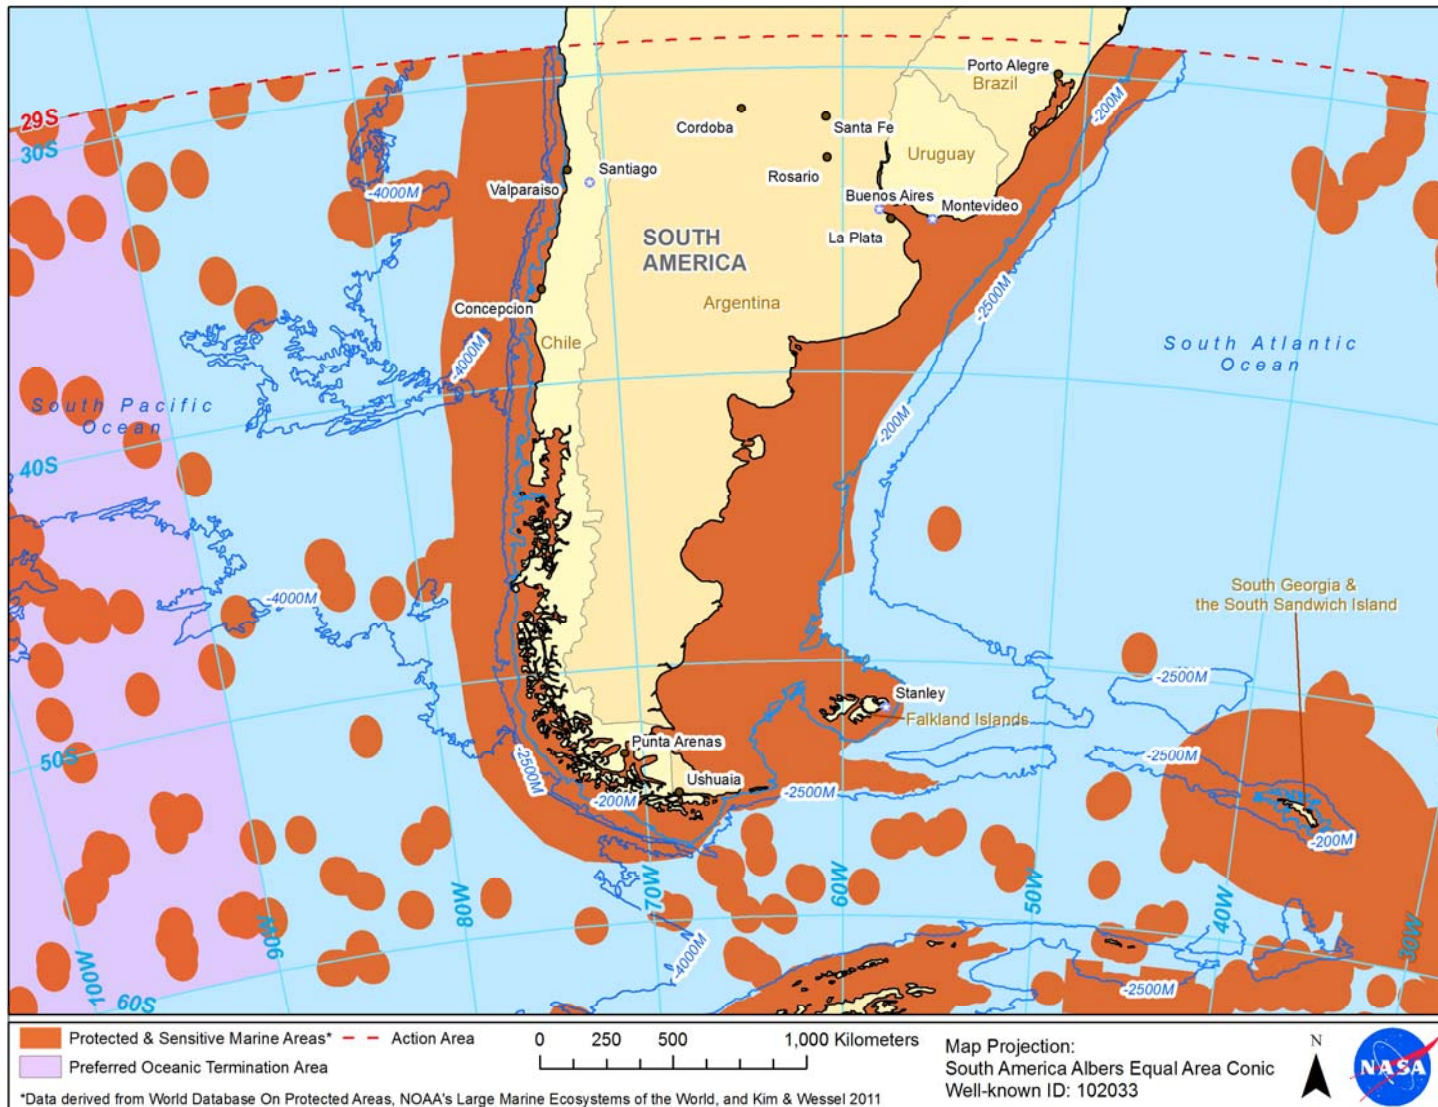 Porto Alegre
Brazil
-200M
29S
30S
Cordoba
Santa Fe
Uruguay
-4000M
Valparaiso
Santiago
Rosario
Buenos Aires
Montevideo
La Plata
SOUTH
AMERICA
-2500M
Concepcion
Argentina
Chile
-4000M
South Atlantic
Ocean
South Pacific
Ocean
-200M
40S
-4000M
South Georgia &
the South Sandwich Island
-2500M
Stanley
Falkland Islands
50S
Punta Arenas
-2500M
-2500M
Ushuaia
-200M
-2500M
-200M
80W
70W
60W
50W
40W
30W
90W
100W
-4000M
-2500M
60S
Protected & Sensitive Marine Areas*
Action Area
Preferred Oceanic Termination Area
0 250 500 1,000 Kilometers
Map Projection:
South America Albers Equal Area Conic
Well-known ID: 102033
N
NASA
*Data derived from World Database On Protected Areas, NOAA's Large Marine Ecosystems of the World, and Kim & Wessel 2011